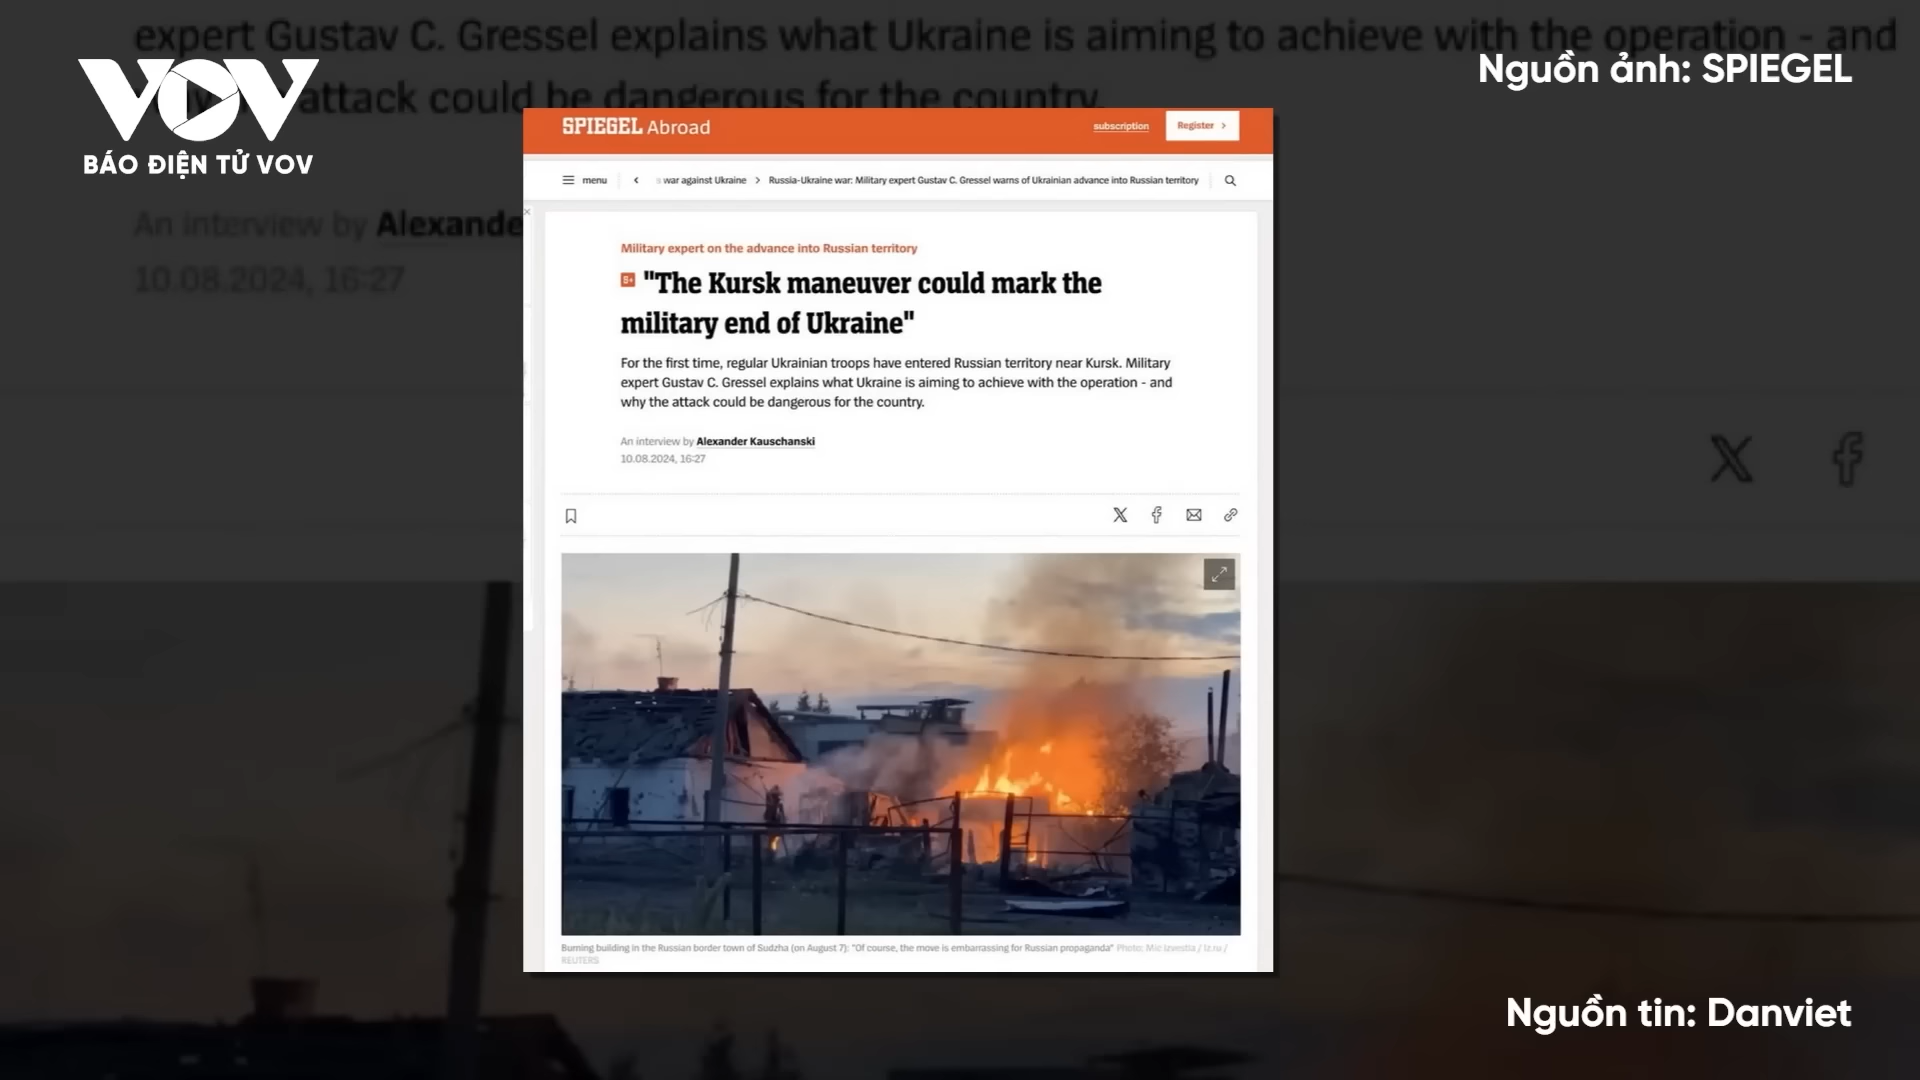 expert Gustav C. Gressel explains what Ukraine is aiming to achieve with the operation - and
attack could be dangerous for the country.
VOV
BÁO ĐIỆN TỬ VOV
Nguồn ảnh: SPIEGEL
An interview by Alexande
10.08.2024, 16:27
SPIEGEL Abroad
subscription
Register
menu
war against Ukraine > Russia-Ukraine war: Military expert Gustav C. Gressel warns of Ukrainian advance into Russian territory
Military expert on the advance into Russian territory
S+ "The Kursk maneuver could mark the
military end of Ukraine"
For the first time, regular Ukrainian troops have entered Russian territory near Kursk. Military
expert Gustav C. Gressel explains what Ukraine is aiming to achieve with the operation - and
why the attack could be dangerous for the country.
An interview by Alexander Kauschanski
10.08.2024, 16:27
Burning building in the Russian border town of Sudzha (on August 7): "Of course, the move is embarrassing for Russian propaganda" Photo: Mic Izvestia / Iz.ru /
REUTERS
Nguồn tin: Danviet